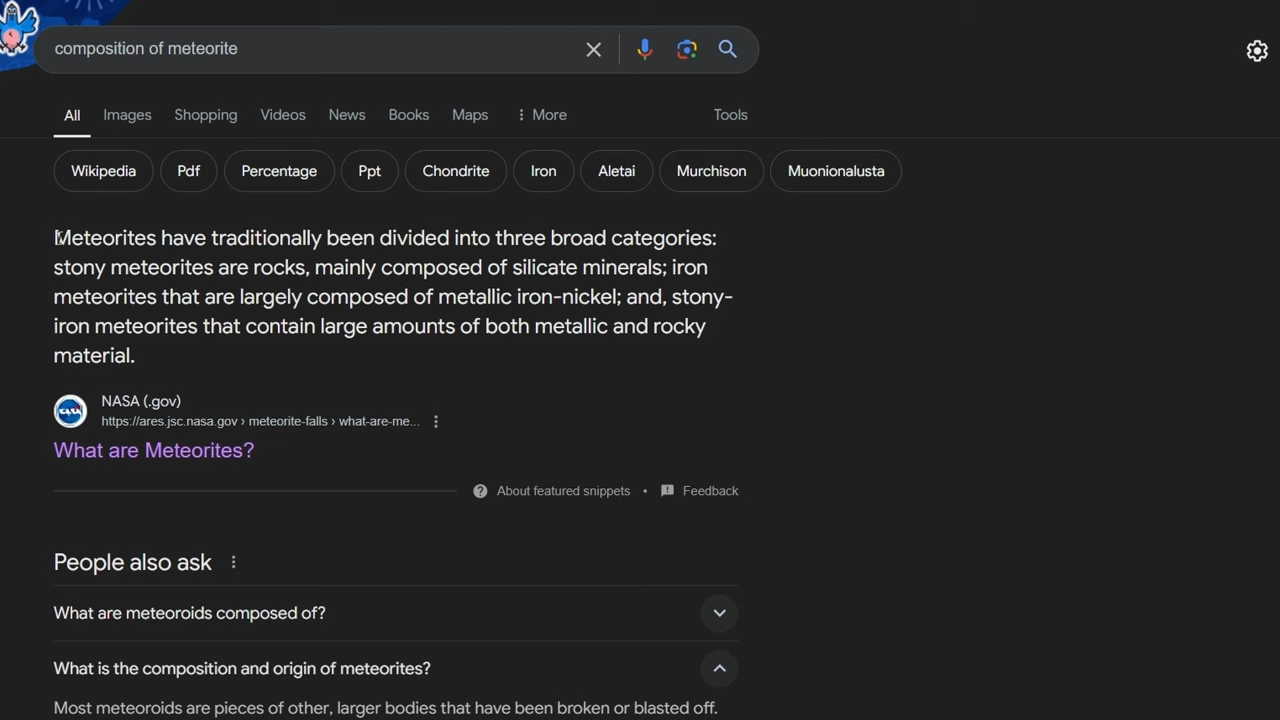 composition of meteorite
All Images Shopping Videos News Books Maps More Tools
Wikipedia Pdf Percentage Ppt Chondrite Iron Aletai Murchison Muonionalusta
Meteorites have traditionally been divided into three broad categories:
stony meteorites are rocks, mainly composed of silicate minerals; iron
meteorites that are largely composed of metallic iron-nickel; and, stony-
iron meteorites that contain large amounts of both metallic and rocky
material.
NASA
NASA (.gov)
https://ares.jsc.nasa.gov › meteorite-falls › what-are-me...
What are Meteorites?
About featured snippets • Feedback
People also ask
What are meteoroids composed of?
What is the composition and origin of meteorites?
Most meteoroids are pieces of other, larger bodies that have been broken or blasted off.